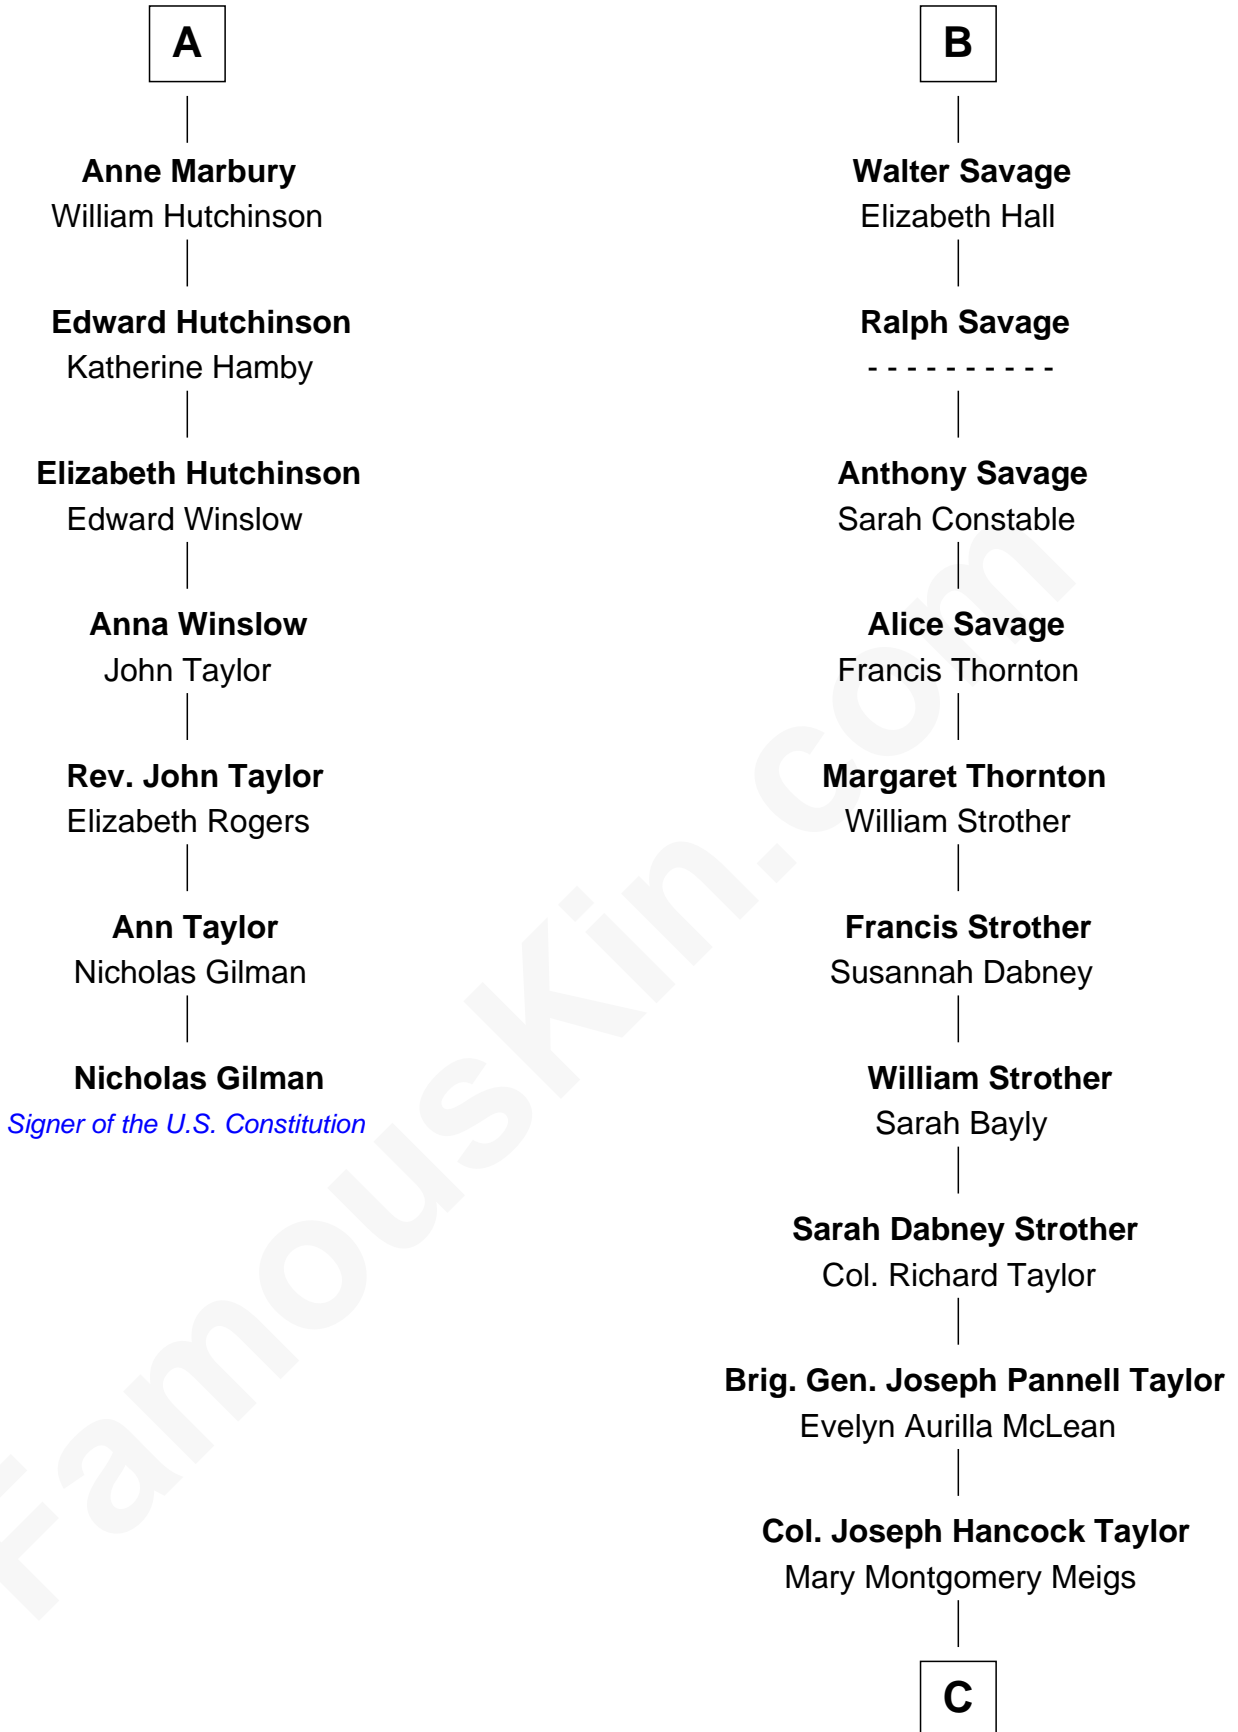 A
Anne Marbury
William Hutchinson
Edward Hutchinson
Katherine Hamby
Elizabeth Hutchinson
Edward Winslow
Anna Winslow
John Taylor
Rev. John Taylor
Elizabeth Rogers
Ann Taylor
Nicholas Gilman
Nicholas Gilman
Signer of the U.S. Constitution
B
Walter Savage
Elizabeth Hall
Ralph Savage
- - - - - - - - - -
Anthony Savage
Sarah Constable
Alice Savage
Francis Thornton
Margaret Thornton
William Strother
Francis Strother
Susannah Dabney
William Strother
Sarah Bayly
Sarah Dabney Strother
Col. Richard Taylor
Brig. Gen. Joseph Pannell Taylor
Evelyn Aurilla McLean
Col. Joseph Hancock Taylor
Mary Montgomery Meigs
C
FamousKin.com